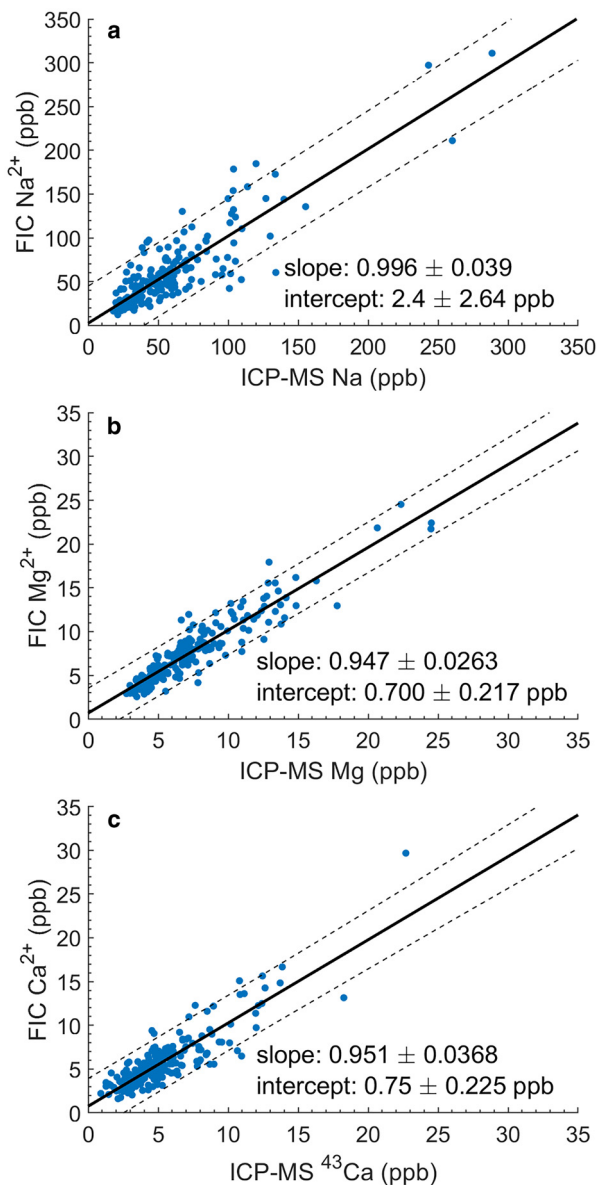 a
350
300
250
200
150
100
50
0
FIC Na2+ (ppb)
slope: 0.996 ± 0.039
intercept: 2.4 ± 2.64 ppb
0 50 100 150 200 250 300 350
ICP-MS Na (ppb)
b
35
30
25
20
15
10
5
0
FIC Mg2+ (ppb)
slope: 0.947 ± 0.0263
intercept: 0.700 ± 0.217 ppb
0 5 10 15 20 25 30 35
ICP-MS Mg (ppb)
c
35
30
25
20
15
10
5
0
FIC Ca2+ (ppb)
slope: 0.951 ± 0.0368
intercept: 0.75 ± 0.225 ppb
0 5 10 15 20 25 30 35
ICP-MS 43Ca (ppb)